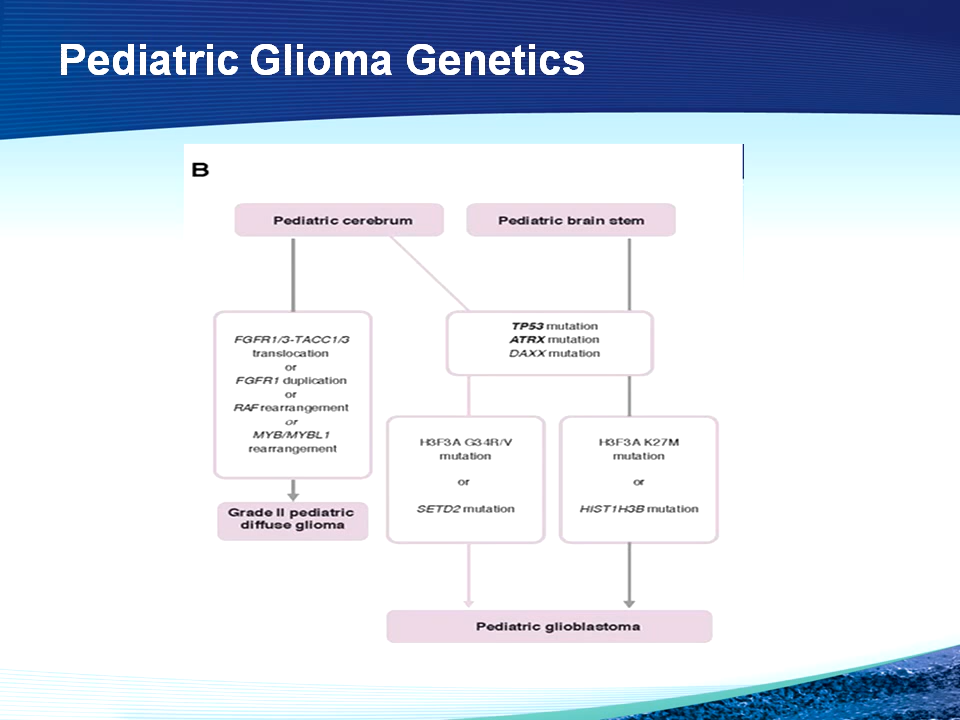 Pediatric Glioma Genetics
B
Pediatric cerebrum
Pediatric brain stem
FGFR1/3-TACC1/3
translocation
or
FGFR1 duplication
or
RAF rearrangement
or
MYB/MYBL1
rearrangement
TP53 mutation
ATRX mutation
DAXX mutation
H3F3A G34R/V
mutation
or
SETD2 mutation
H3F3A K27M
mutation
or
HIST1H3B mutation
Grade II pediatric
diffuse glioma
Pediatric glioblastoma